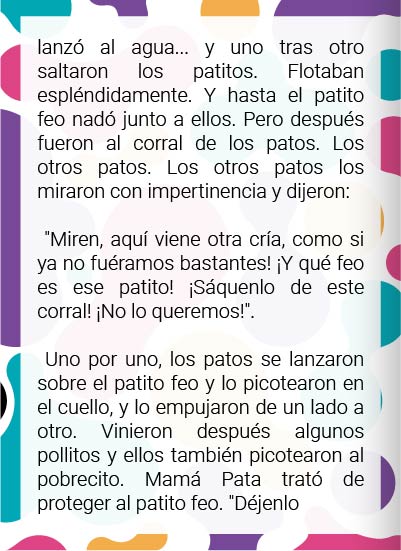 lanzó al agua... y uno tras otro
saltaron los patitos. Flotaban
espléndidamente. Y hasta el patito
feo nadó junto a ellos. Pero después
fueron al corral de los patos. Los
otros patos. Los otros patos los
miraron con impertinencia y dijeron:
"Miren, aquí viene otra cría, como si
ya no fuéramos bastantes! ¡Y qué feo
es ese patito! ¡Sáquenlo de este
corral! ¡No lo queremos!".
Uno por uno, los patos se lanzaron
sobre el patito feo y lo picotearon en
el cuello, y lo empujaron de un lado a
otro. Vinieron después algunos
pollitos y ellos también picotearon al
pobrecito. Mamá Pata trató de
proteger al patito feo. "Déjenlo